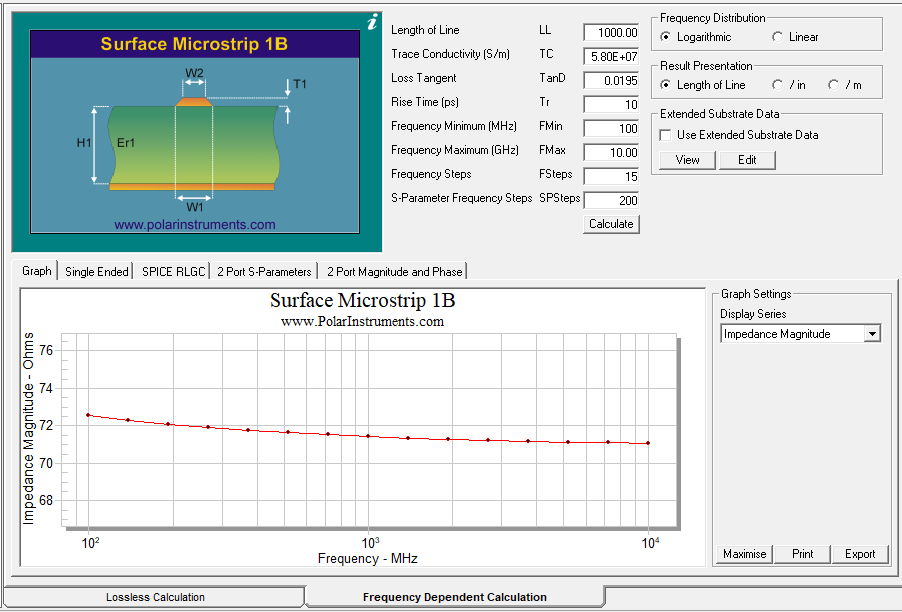 Surface Microstrip 1B
i
W2
T1
H1
Er1
W1
www.polarinstruments.com
Length of Line LL 1000.00
Trace Conductivity (S/m) TC 5.80E+07
Loss Tangent TanD 0.0195
Rise Time (ps) Tr 10
Frequency Minimum (MHz) FMin 100
Frequency Maximum (GHz) FMax 10.00
Frequency Steps FSteps 15
S-Parameter Frequency Steps SPSteps 200
Calculate
Frequency Distribution
Logarithmic Linear
Result Presentation
Length of Line / in / m
Extended Substrate Data
Use Extended Substrate Data
View Edit
Graph Single Ended SPICE RLGC 2 Port S-Parameters 2 Port Magnitude and Phase
Surface Microstrip 1B
www.PolarInstruments.com
Impedance Magnitude - Ohms
76
74
72
70
68
10² 10³ 10⁴
Frequency - MHz
Graph Settings
Display Series
Impedance Magnitude
Maximise Print Export
Lossless Calculation Frequency Dependent Calculation